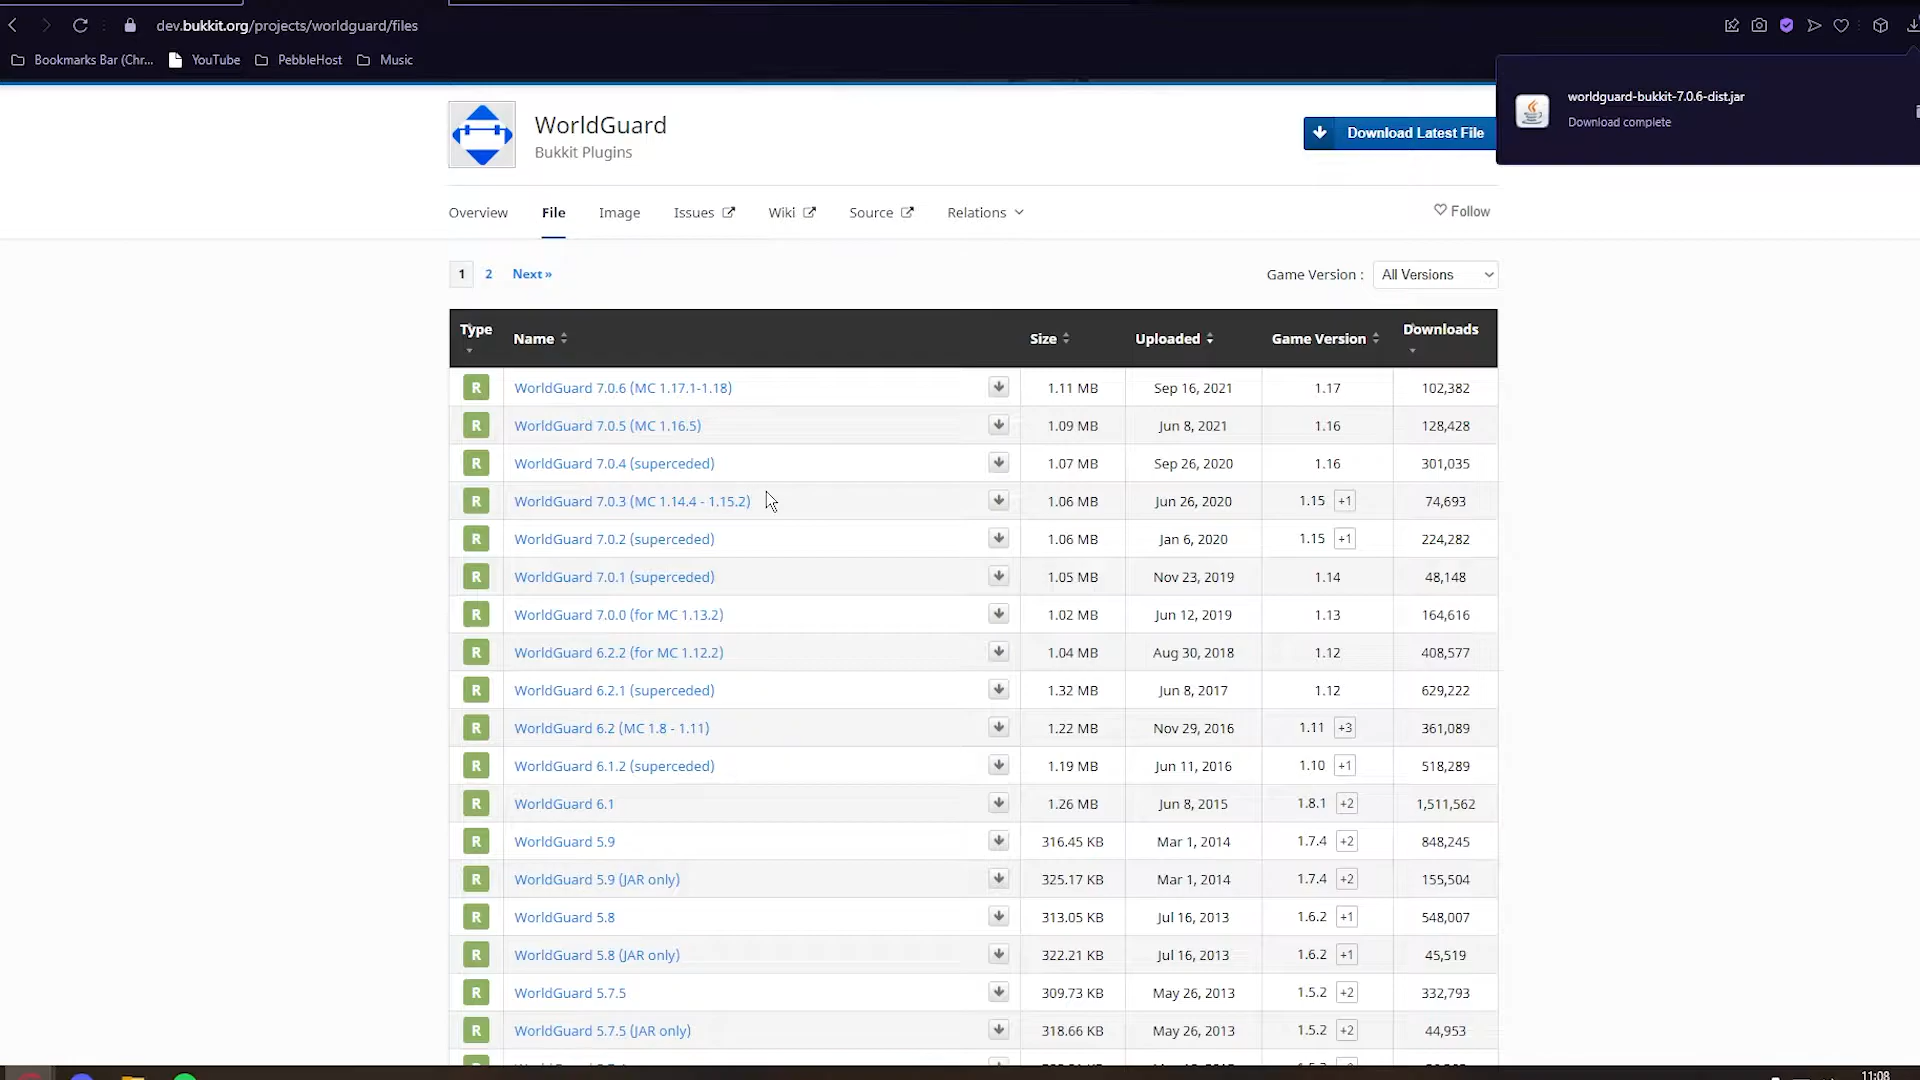 dev.bukkit.org/projects/worldguard/files
Bookmarks Bar (Chr... YouTube PebbleHost Music
worldguard-bukkit-7.0.6-dist.jar
Download complete
WorldGuard
Bukkit Plugins
Download Latest File
Overview File Image Issues Wiki Source Relations Follow
1 2 Next » Game Version : All Versions
Type Name Size Uploaded Game Version Downloads
R WorldGuard 7.0.6 (MC 1.17.1-1.18) 1.11 MB Sep 16, 2021 1.17 102,382
R WorldGuard 7.0.5 (MC 1.16.5) 1.09 MB Jun 8, 2021 1.16 128,428
R WorldGuard 7.0.4 (superceded) 1.07 MB Sep 26, 2020 1.16 301,035
R WorldGuard 7.0.3 (MC 1.14.4 - 1.15.2) 1.06 MB Jun 26, 2020 1.15 +1 74,693
R WorldGuard 7.0.2 (superceded) 1.06 MB Jan 6, 2020 1.15 +1 224,282
R WorldGuard 7.0.1 (superceded) 1.05 MB Nov 23, 2019 1.14 48,148
R WorldGuard 7.0.0 (for MC 1.13.2) 1.02 MB Jun 12, 2019 1.13 164,616
R WorldGuard 6.2.2 (for MC 1.12.2) 1.04 MB Aug 30, 2018 1.12 408,577
R WorldGuard 6.2.1 (superceded) 1.32 MB Jun 8, 2017 1.12 629,222
R WorldGuard 6.2 (MC 1.8 - 1.11) 1.22 MB Nov 29, 2016 1.11 +3 361,089
R WorldGuard 6.1.2 (superceded) 1.19 MB Jun 11, 2016 1.10 +1 518,289
R WorldGuard 6.1 1.26 MB Jun 8, 2015 1.8.1 +2 1,511,562
R WorldGuard 5.9 316.45 KB Mar 1, 2014 1.7.4 +2 848,245
R WorldGuard 5.9 (JAR only) 325.17 KB Mar 1, 2014 1.7.4 +2 155,504
R WorldGuard 5.8 313.05 KB Jul 16, 2013 1.6.2 +1 548,007
R WorldGuard 5.8 (JAR only) 322.21 KB Jul 16, 2013 1.6.2 +1 45,519
R WorldGuard 5.7.5 309.73 KB May 26, 2013 1.5.2 +2 332,793
R WorldGuard 5.7.5 (JAR only) 318.66 KB May 26, 2013 1.5.2 +2 44,953
11:08